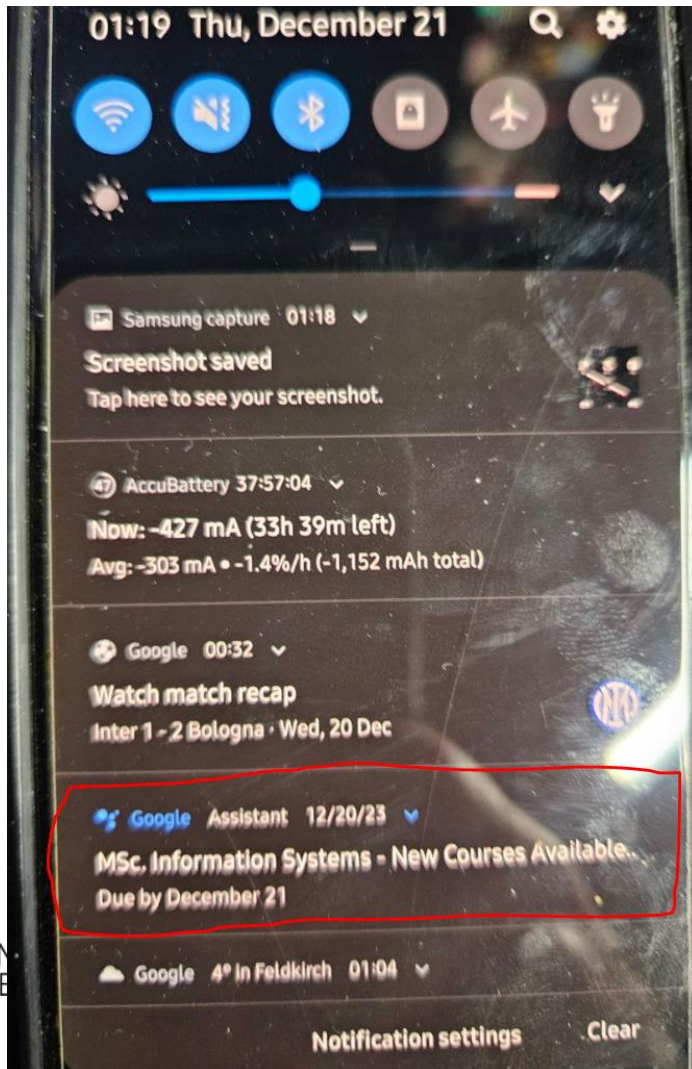 01:19 Thu, December 21
Samsung capture 01:18
Screenshot saved
Tap here to see your screenshot.
47 AccuBattery 37:57:04
Now: -427 mA (33h 39m left)
Avg: -303 mA • -1.4%/h (-1,152 mAh total)
Google 00:32
Watch match recap
Inter 1 - 2 Bologna · Wed, 20 Dec
Google Assistant 12/20/23
MSc. Information Systems - New Courses Available..
Due by December 21
Google 4° in Feldkirch 01:04
Notification settings Clear